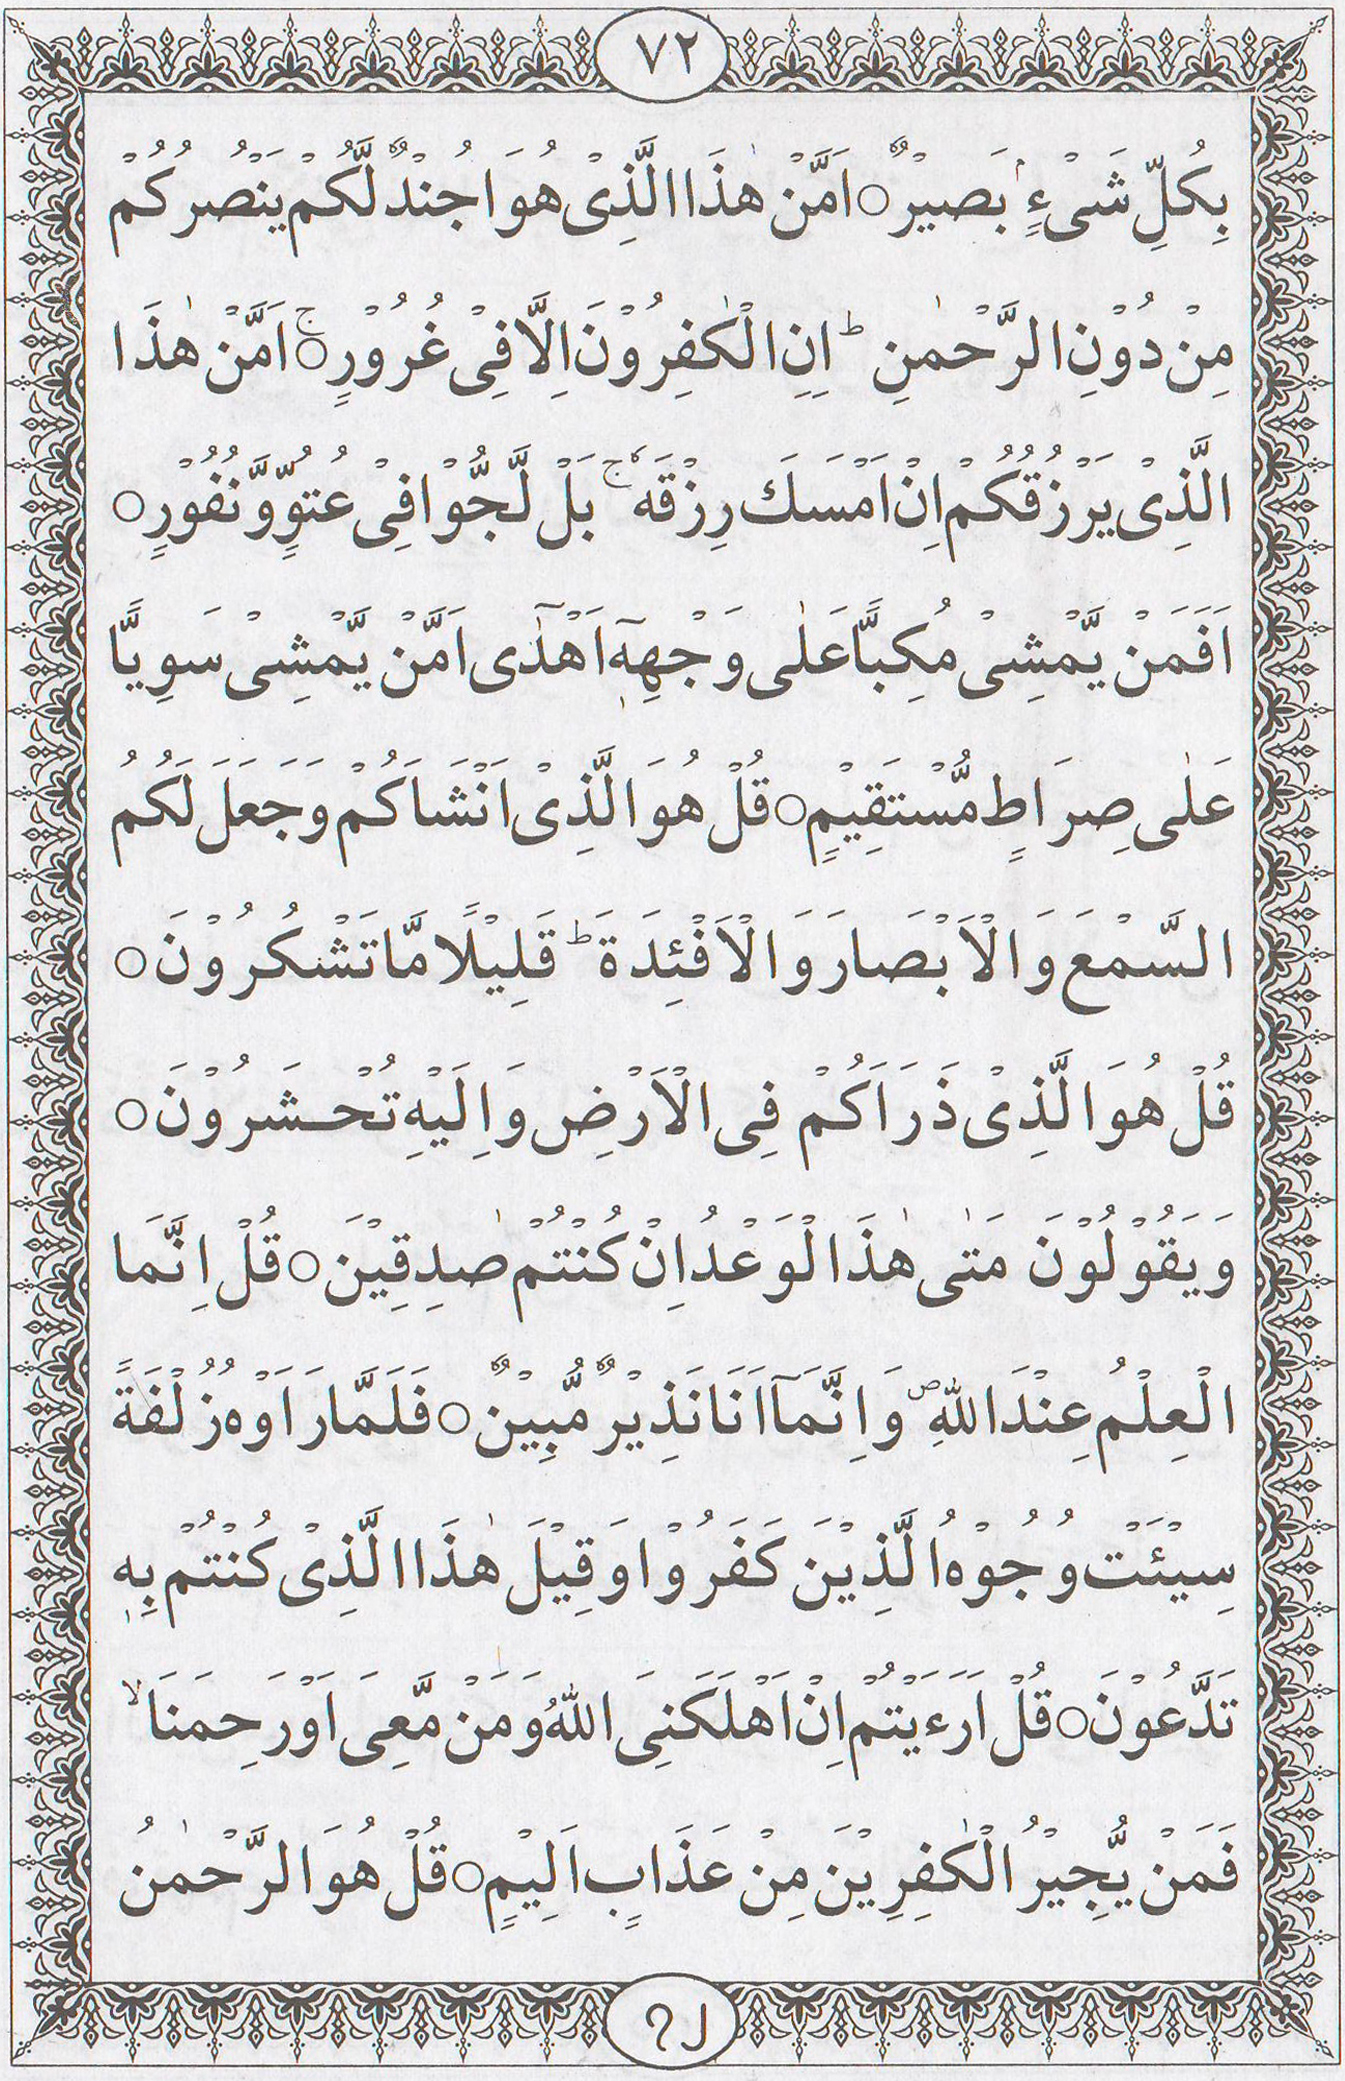 ٧٢
بِكُلِّ شَیْءٍۭ بَصِیْرٌ○ اَمَّنْ هٰذَا الَّذِیْ هُوَ جُنْدٌ لَّكُمْ یَنْصُرُكُمْ
مِنْ دُوْنِ الرَّحْمٰنِ ؕ اِنِ الْكٰفِرُوْنَ اِلَّا فِیْ غُرُوْرٍ○ۚ اَمَّنْ هٰذَا
الَّذِیْ یَرْزُقُكُمْ اِنْ اَمْسَكَ رِزْقَهٗ ۚ بَلْ لَّجُّوْا فِیْ عُتُوٍّ وَّنُفُوْرٍ○
اَفَمَنْ یَّمْشِیْ مُكِبًّا عَلٰی وَجْهِهٖۤ اَهْدٰۤی اَمَّنْ یَّمْشِیْ سَوِیًّا
عَلٰی صِرَاطٍ مُّسْتَقِیْمٍ○ قُلْ هُوَ الَّذِیْۤ اَنْشَاَكُمْ وَجَعَلَ لَكُمُ
السَّمْعَ وَالْاَبْصَارَ وَالْاَفْئِدَةَ ؕ قَلِیْلًا مَّا تَشْكُرُوْنَ○
قُلْ هُوَ الَّذِیْ ذَرَاَكُمْ فِی الْاَرْضِ وَاِلَیْهِ تُحْشَرُوْنَ○
وَیَقُوْلُوْنَ مَتٰی هٰذَا الْوَعْدُ اِنْ كُنْتُمْ صٰدِقِیْنَ○ قُلْ اِنَّمَا
الْعِلْمُ عِنْدَ اللّٰهِ ۪ وَاِنَّمَاۤ اَنَا نَذِیْرٌ مُّبِیْنٌ○ فَلَمَّا رَاَوْهُ زُلْفَةً
سِیْٓـَٔتْ وُجُوْهُ الَّذِیْنَ كَفَرُوْا وَقِیْلَ هٰذَا الَّذِیْ كُنْتُمْ بِهٖ
تَدَّعُوْنَ○ قُلْ اَرَءَیْتُمْ اِنْ اَهْلَكَنِیَ اللّٰهُ وَمَنْ مَّعِیَ اَوْ رَحِمَنَا ۙ
فَمَنْ یُّجِیْرُ الْكٰفِرِیْنَ مِنْ عَذَابٍ اَلِیْمٍ○ قُلْ هُوَ الرَّحْمٰنُ